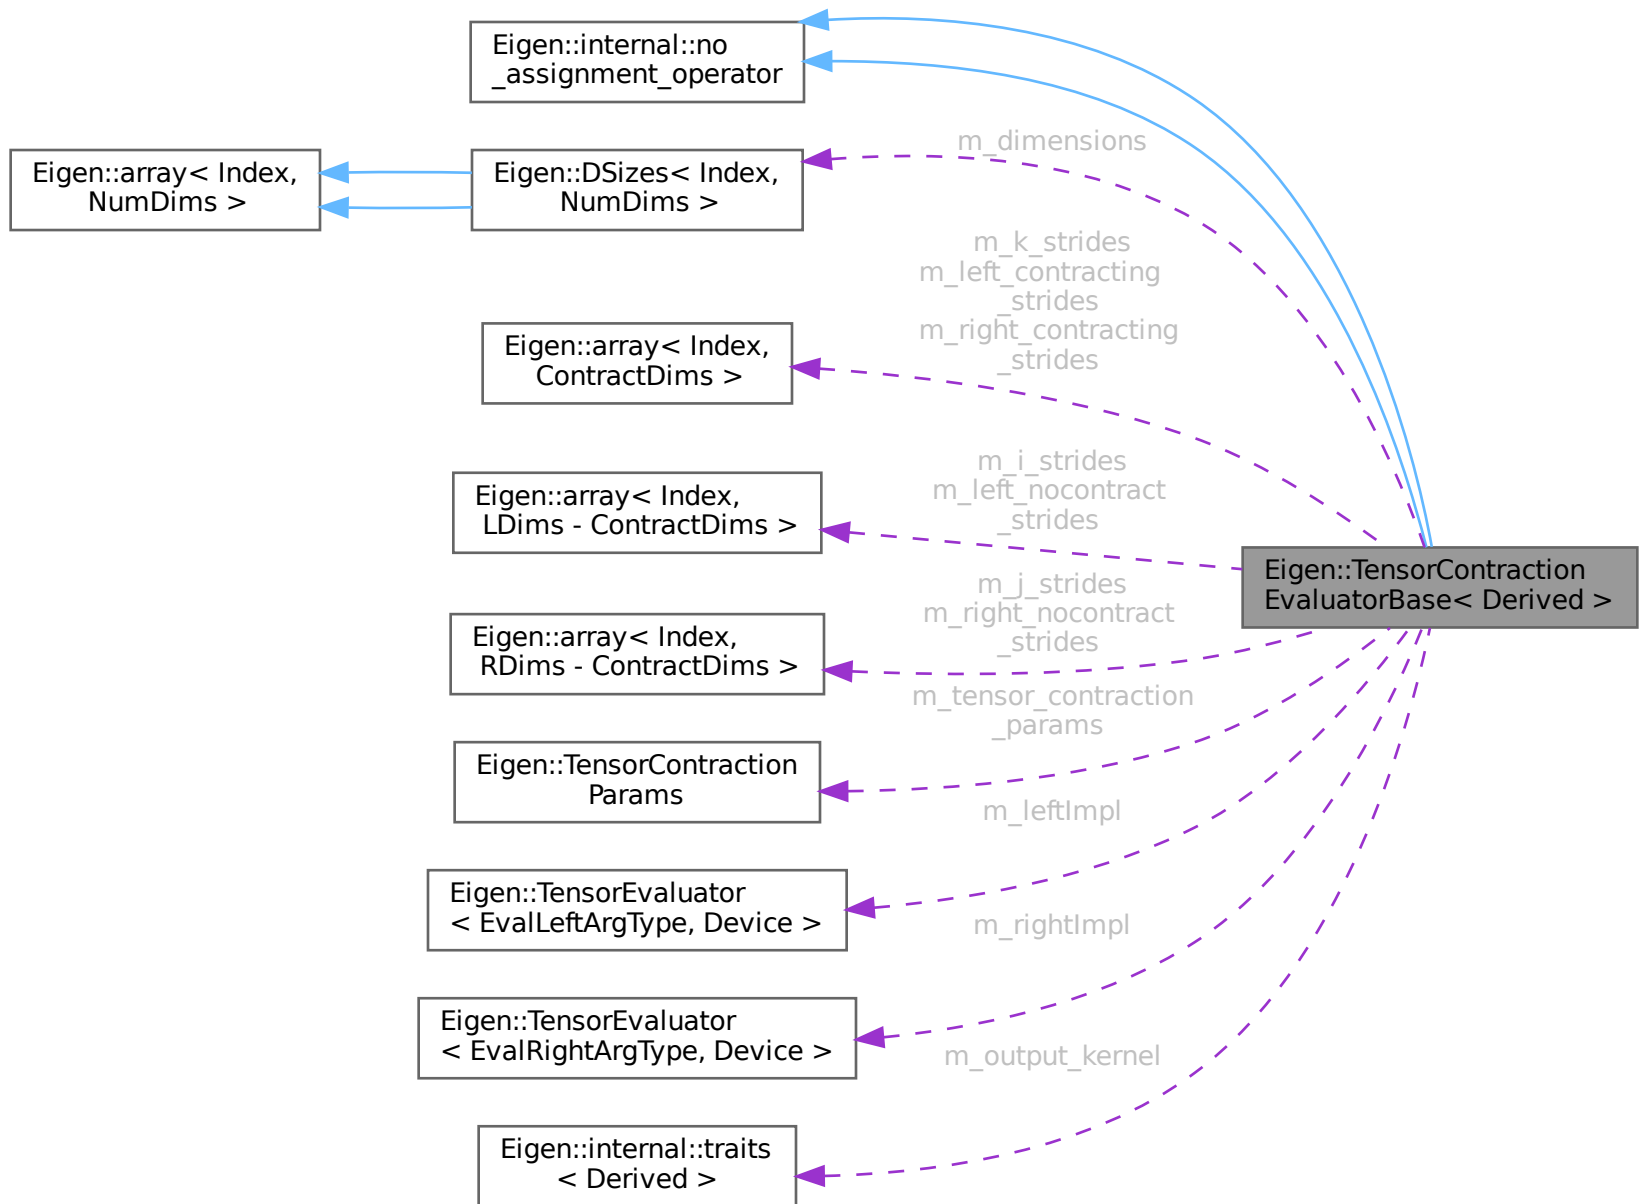 Eigen::internal::no
_assignment_operator
m_dimensions
Eigen::array< Index,
NumDims >
Eigen::DSizes< Index,
NumDims >
m_k_strides
m_left_contracting
_strides
m_right_contracting
_strides
Eigen::array< Index,
ContractDims >
m_i_strides
m_left_nocontract
_strides
Eigen::array< Index,
LDims - ContractDims >
Eigen::TensorContraction
EvaluatorBase< Derived >
m_j_strides
m_right_nocontract
_strides
Eigen::array< Index,
RDims - ContractDims >
m_tensor_contraction
_params
Eigen::TensorContraction
Params
m_leftImpl
Eigen::TensorEvaluator
< EvalLeftArgType, Device >
m_rightImpl
Eigen::TensorEvaluator
< EvalRightArgType, Device >
m_output_kernel
Eigen::internal::traits
< Derived >